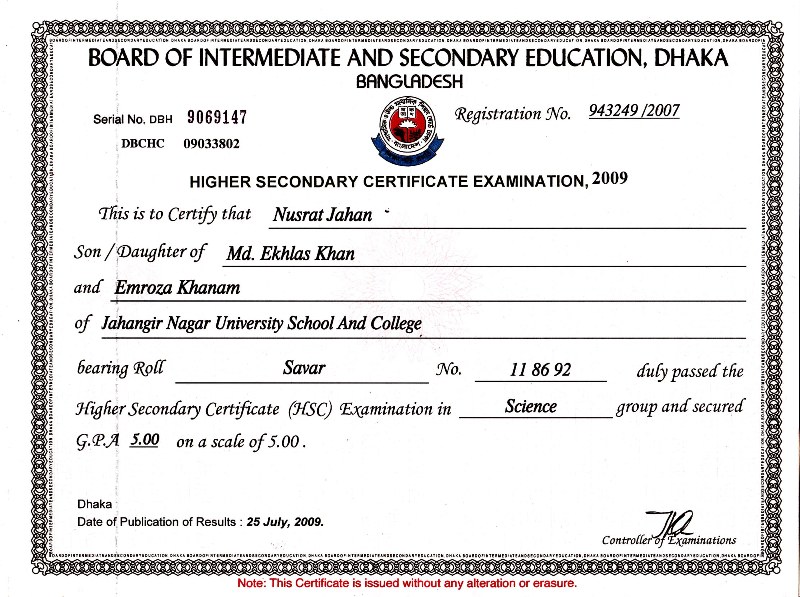 BOARD OF INTERMEDIATE AND SECONDARY EDUCATION, DHAKA
BANGLADESH
Serial No. DBH 9069147
Registration No. 943249 /2007
DBCHC 09033802
HIGHER SECONDARY CERTIFICATE EXAMINATION, 2009
This is to Certify that Nusrat Jahan
Son / Daughter of Md. Ekhlas Khan
and Emroza Khanam
of Jahangir Nagar University School And College
bearing Roll Savar No. 11 86 92 duly passed the
Higher Secondary Certificate (HSC) Examination in Science group and secured
G.P.A 5.00 on a scale of 5.00 .
Dhaka
Date of Publication of Results : 25 July, 2009.
Controller of Examinations
Note: This Certificate is issued without any alteration or erasure.